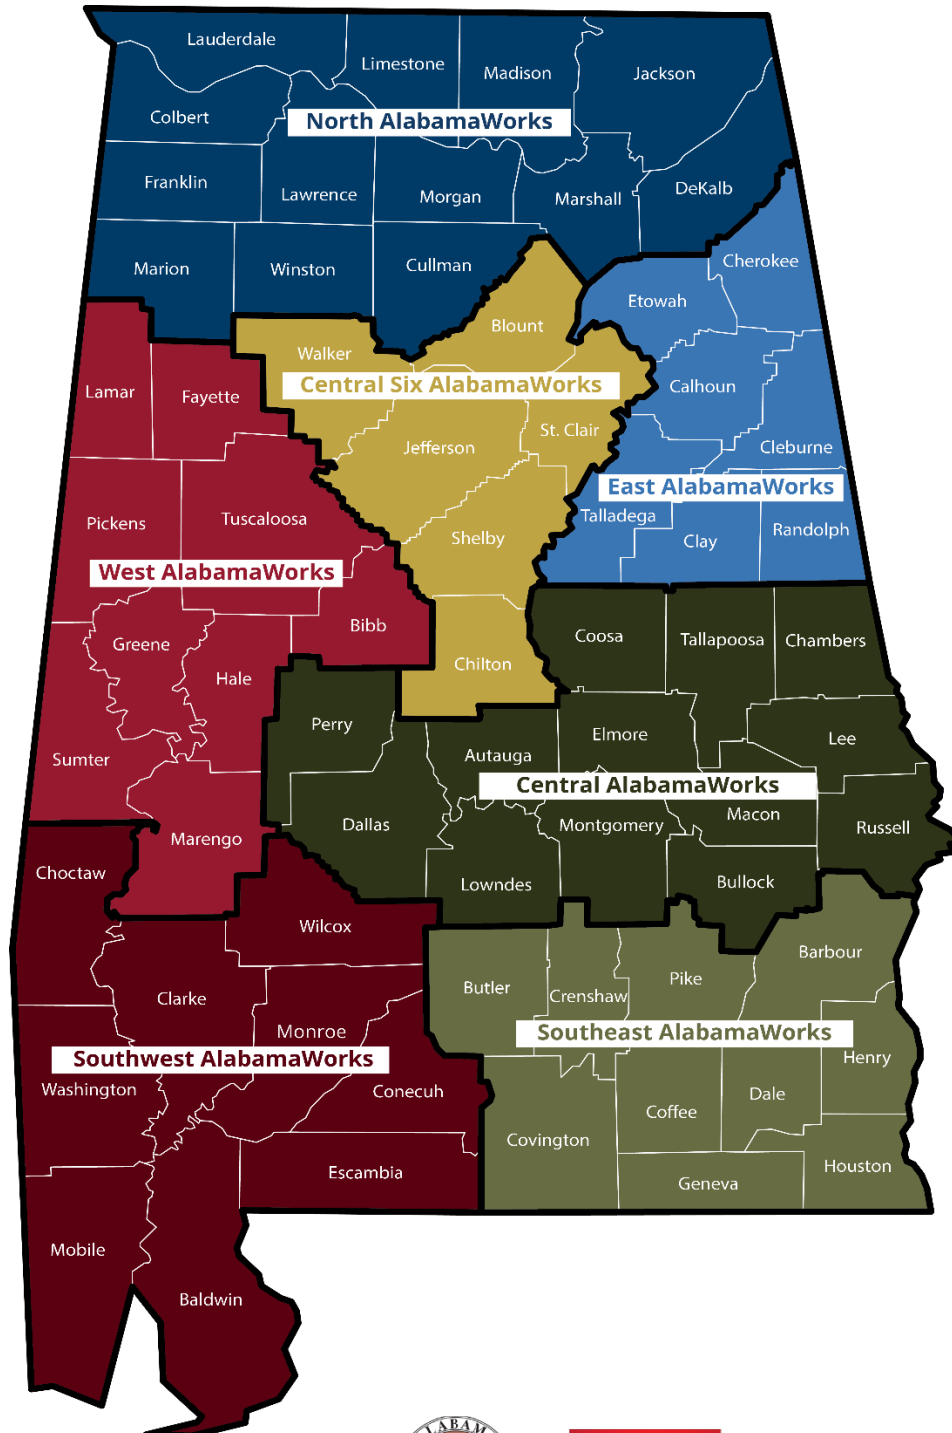 Lauderdale
Limestone
Madison
Jackson
Colbert
North AlabamaWorks
Franklin
Lawrence
Morgan
Marshall
DeKalb
Marion
Winston
Cullman
Cherokee
Etowah
Blount
Walker
Central Six AlabamaWorks
Lamar
Fayette
Calhoun
Jefferson
St. Clair
Cleburne
East AlabamaWorks
Pickens
Tuscaloosa
Talladega
Randolph
Shelby
Clay
West AlabamaWorks
Bibb
Greene
Coosa
Tallapoosa
Chambers
Hale
Chilton
Perry
Elmore
Lee
Sumter
Autauga
Central AlabamaWorks
Dallas
Montgomery
Macon
Russell
Marengo
Choctaw
Lowndes
Bullock
Wilcox
Barbour
Butler
Crenshaw
Pike
Clarke
Monroe
Southeast AlabamaWorks
Southwest AlabamaWorks
Henry
Washington
Conecuh
Dale
Coffee
Covington
Escambia
Geneva
Houston
Mobile
Baldwin
ALABAM